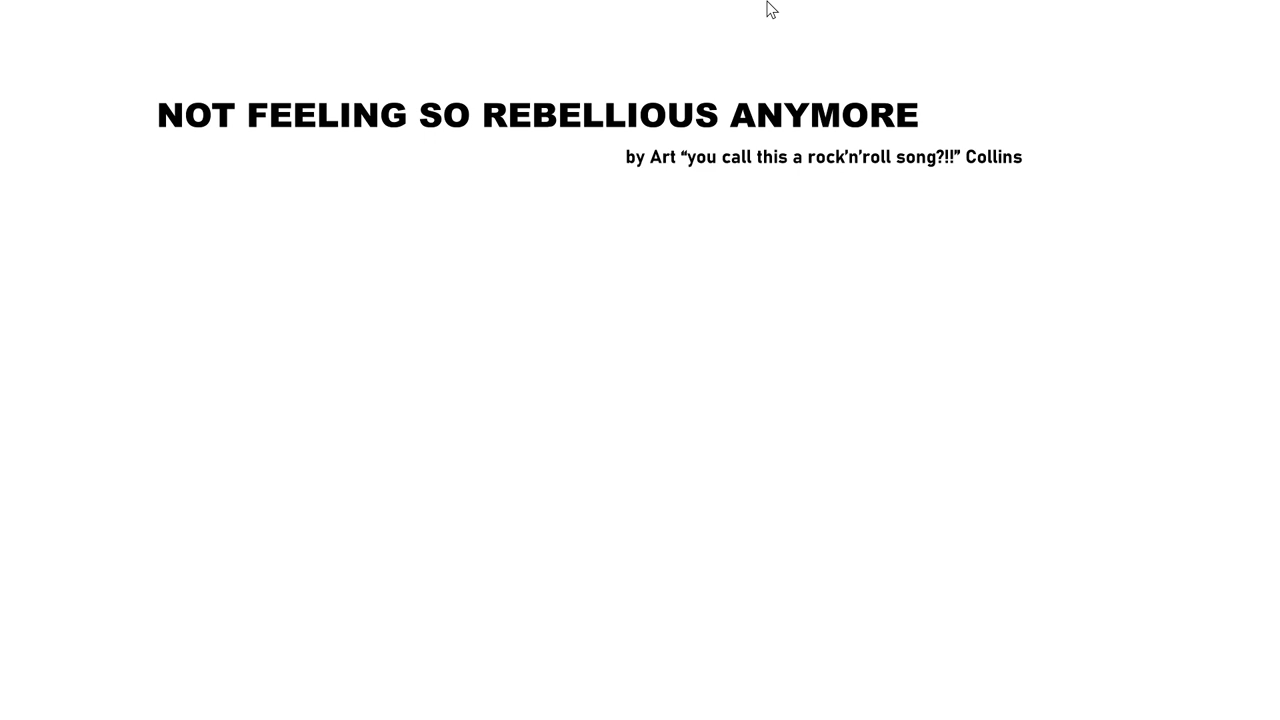 NOT FEELING SO REBELLIOUS ANYMORE
by Art “you call this a rock’n’roll song?!!” Collins